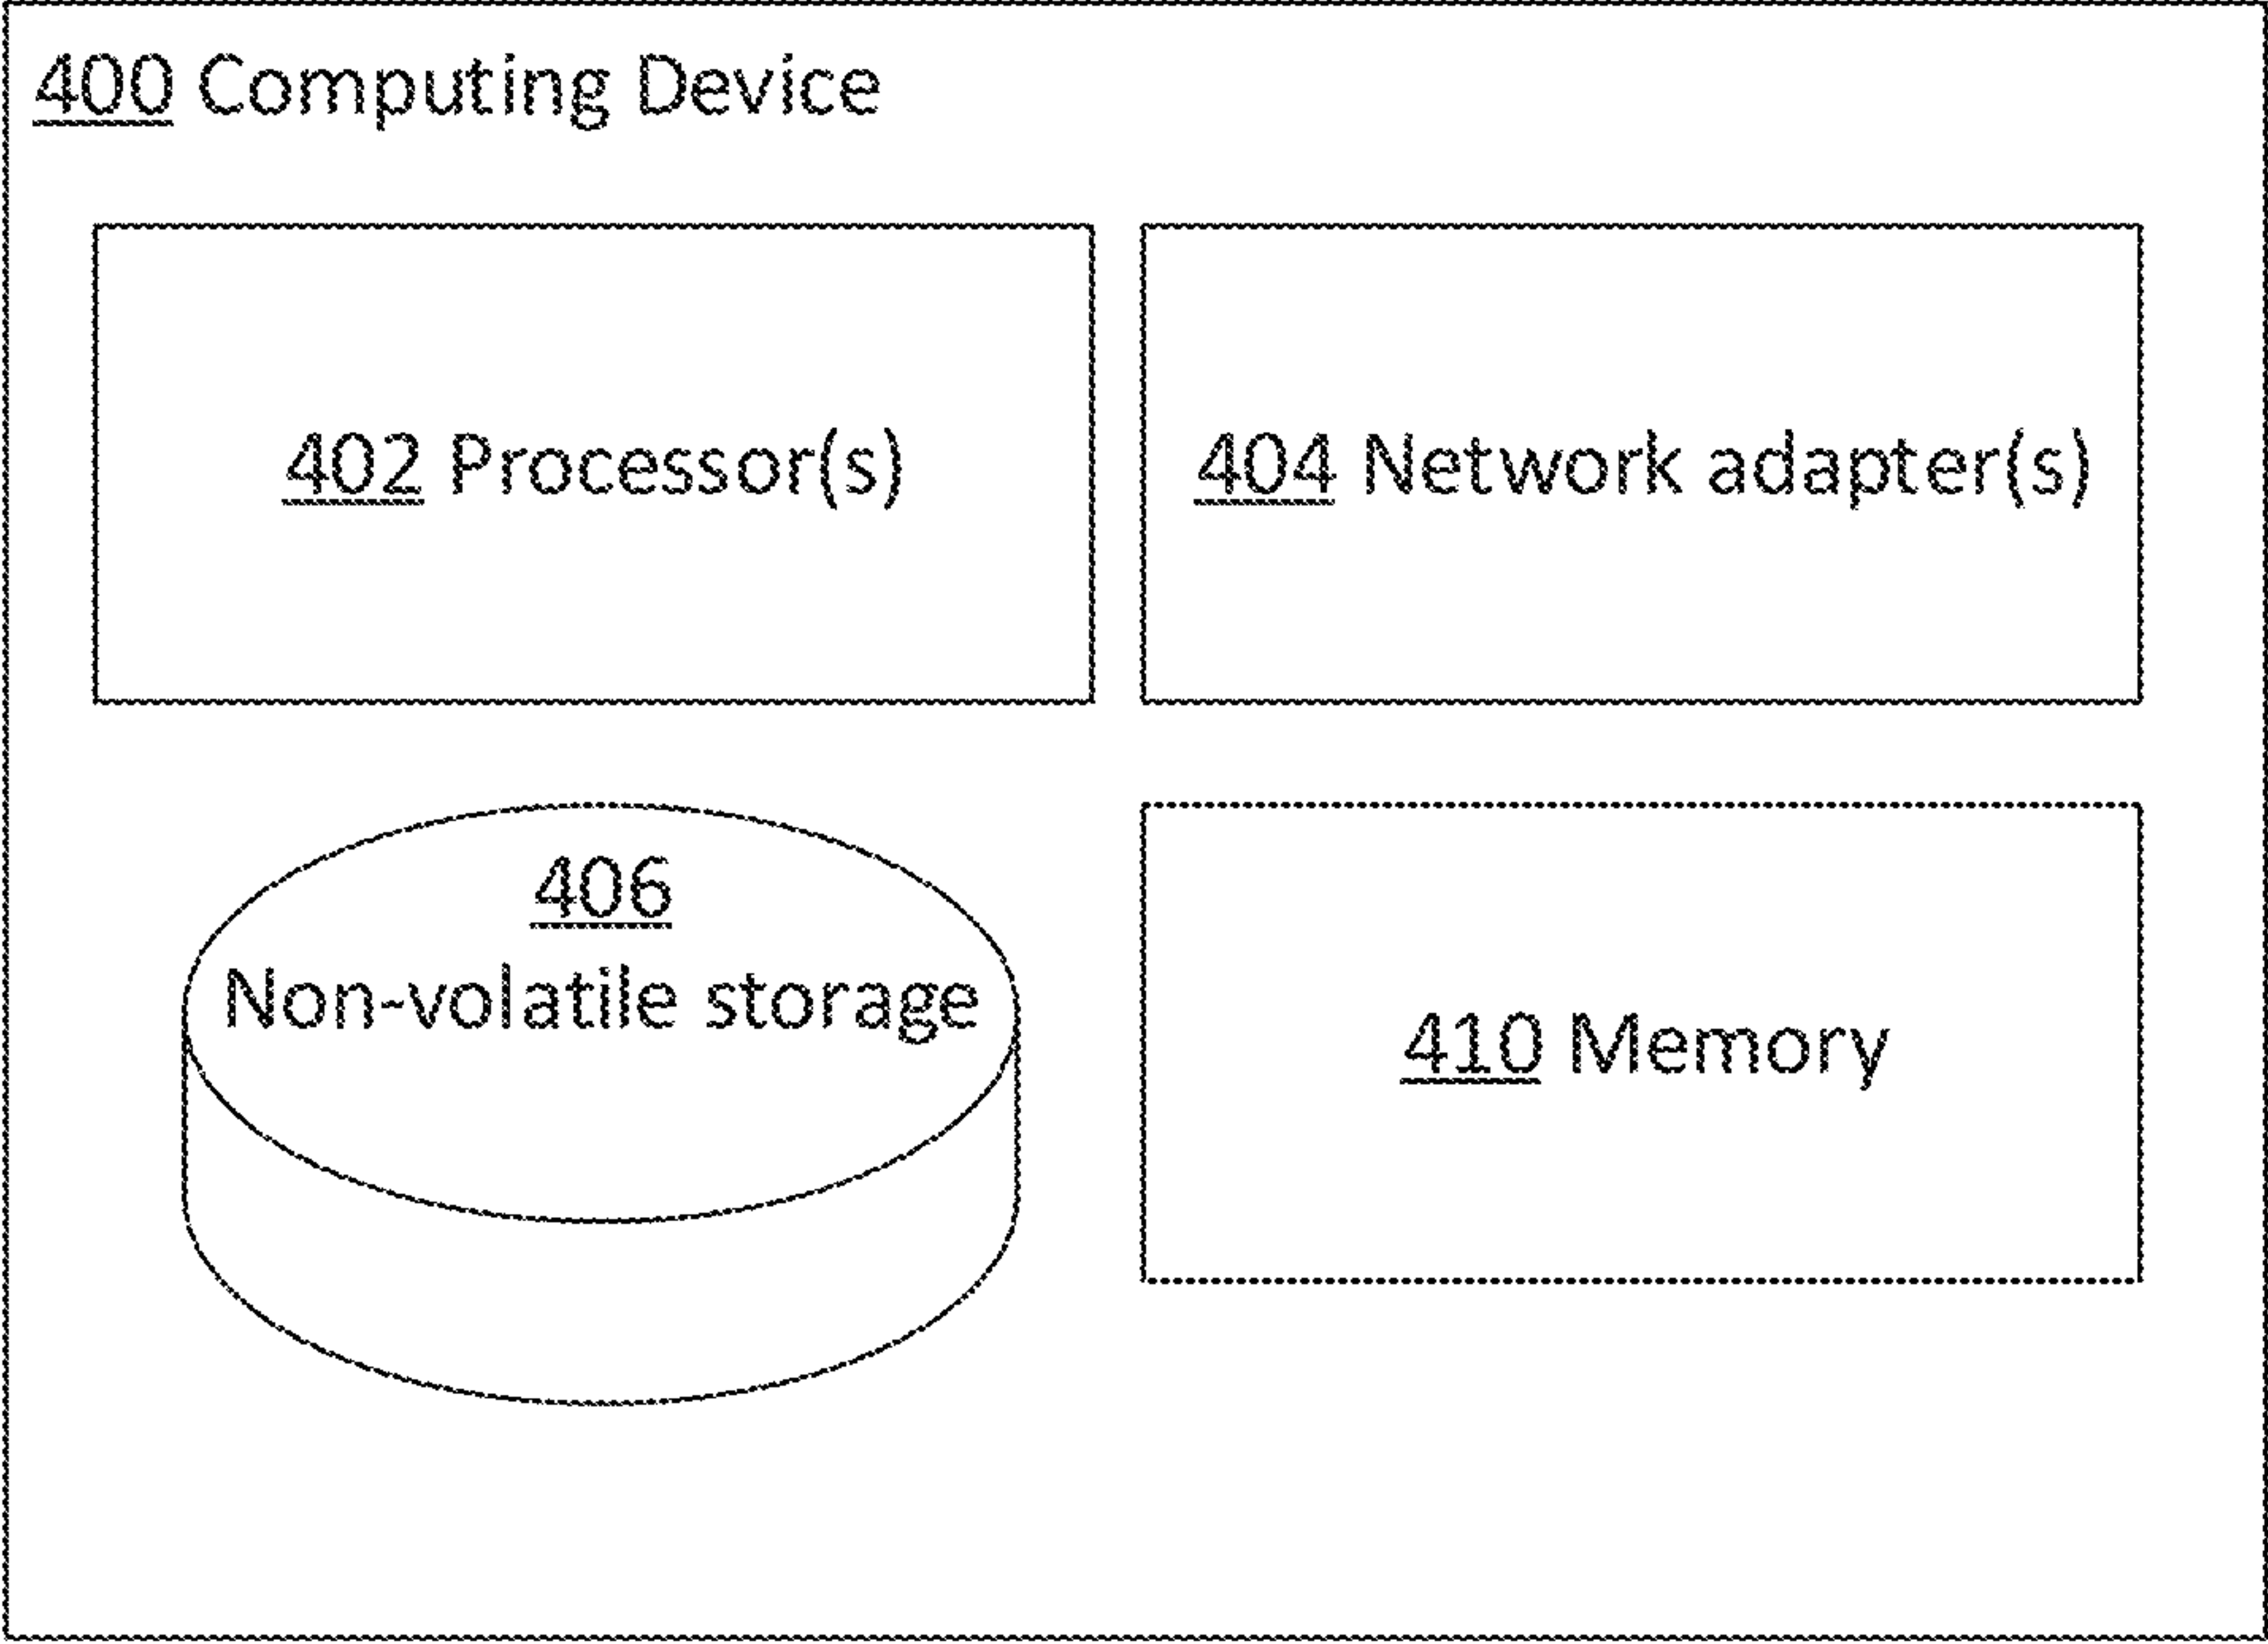 400 Computing Device
402 Processor(s)
404 Network adapter(s)
406
Non-volatile storage
410 Memory